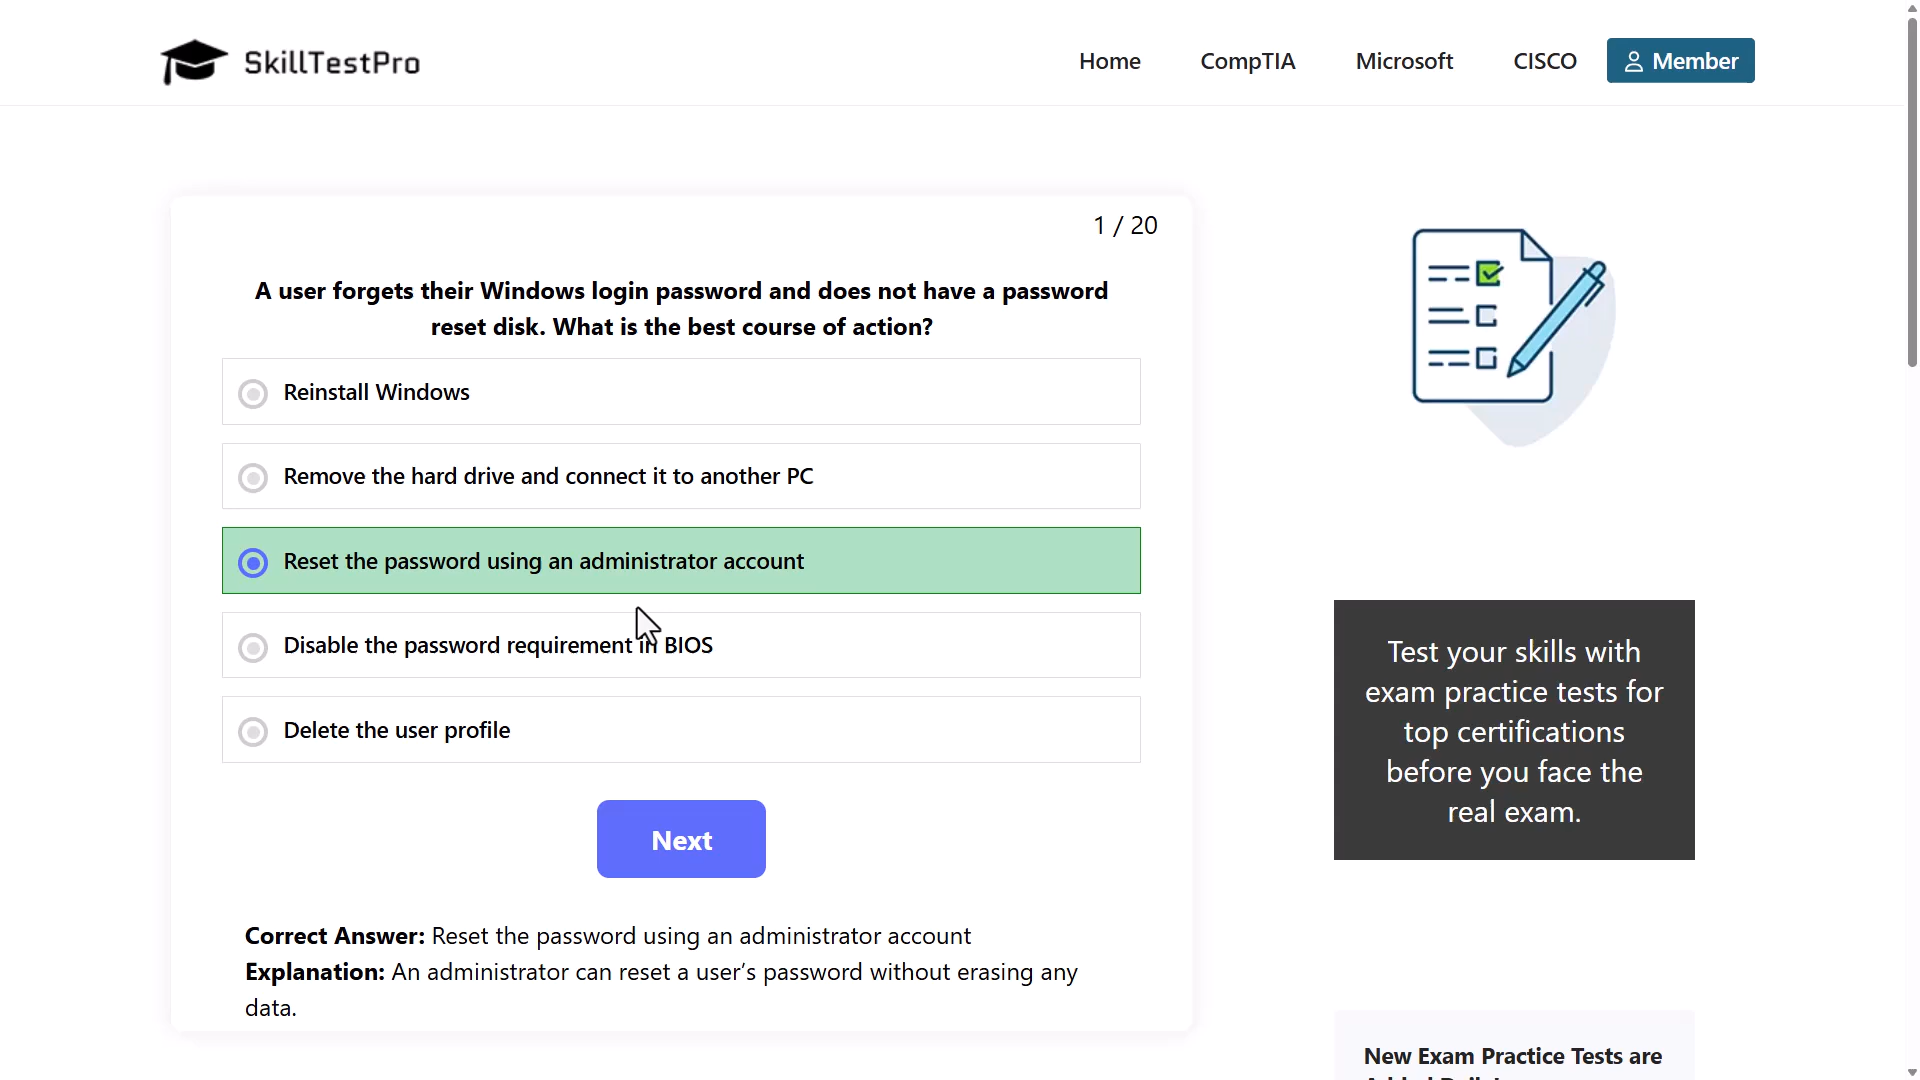 SkillTestPro
Home
CompTIA
Microsoft
CISCO
Member
1 / 20
A user forgets their Windows login password and does not have a password
reset disk. What is the best course of action?
Reinstall Windows
Remove the hard drive and connect it to another PC
Reset the password using an administrator account
Disable the password requirement in BIOS
Delete the user profile
Next
Correct Answer: Reset the password using an administrator account
Explanation: An administrator can reset a user’s password without erasing any
data.
Test your skills with
exam practice tests for
top certifications
before you face the
real exam.
New Exam Practice Tests are